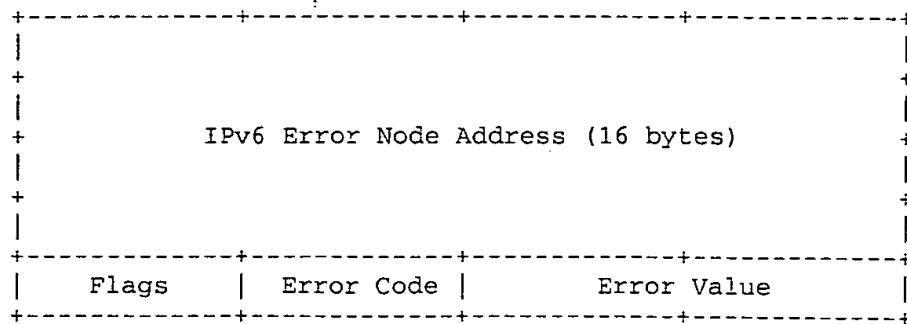 IPv6 Error Node Address (16 bytes)
Flags | Error Code | Error Value